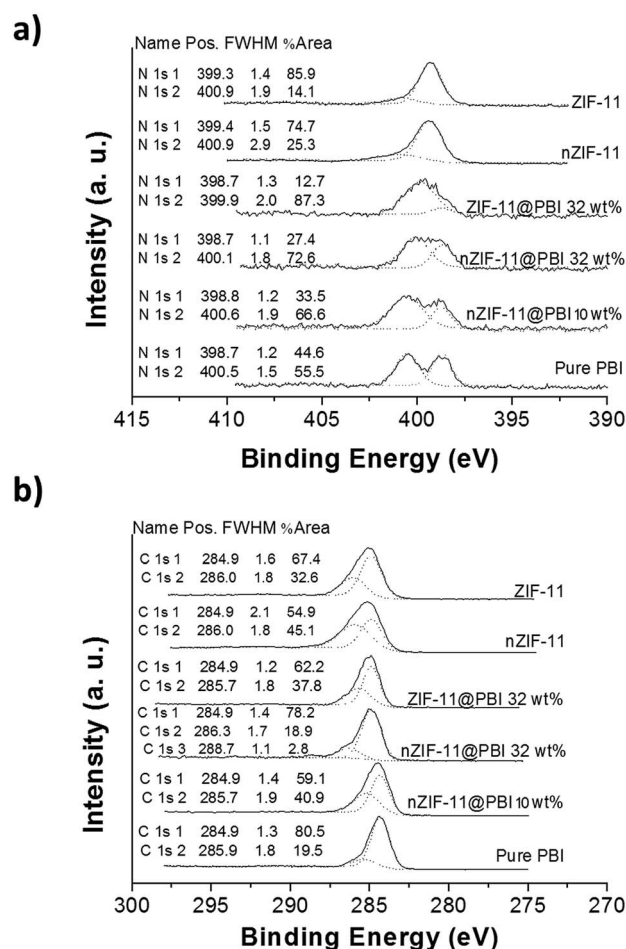 a)
Name Pos. FWHM %Area
N 1s 1 399.3 1.4 85.9
N 1s 2 400.9 1.9 14.1
ZIF-11
N 1s 1 399.4 1.5 74.7
N 1s 2 400.9 2.9 25.3
nZIF-11
N 1s 1 398.7 1.3 12.7
N 1s 2 399.9 2.0 87.3
ZIF-11@PBI 32 wt%
N 1s 1 398.7 1.1 27.4
N 1s 2 400.1 1.8 72.6
nZIF-11@PBI 32 wt%
N 1s 1 398.8 1.2 33.5
N 1s 2 400.6 1.9 66.6
nZIF-11@PBI 10 wt%
N 1s 1 398.7 1.2 44.6
N 1s 2 400.5 1.5 55.5
Pure PBI
Intensity (a. u.)
415 410 405 400 395 390
Binding Energy (eV)
b)
Name Pos. FWHM %Area
C 1s 1 284.9 1.6 67.4
C 1s 2 286.0 1.8 32.6
ZIF-11
C 1s 1 284.9 2.1 54.9
C 1s 2 286.0 1.8 45.1
nZIF-11
C 1s 1 284.9 1.2 62.2
C 1s 2 285.7 1.8 37.8
ZIF-11@PBI 32 wt%
C 1s 1 284.9 1.4 78.2
C 1s 2 286.3 1.7 18.9
C 1s 3 288.7 1.1 2.8
nZIF-11@PBI 32 wt%
C 1s 1 284.9 1.4 59.1
C 1s 2 285.7 1.9 40.9
nZIF-11@PBI 10 wt%
C 1s 1 284.9 1.3 80.5
C 1s 2 285.9 1.8 19.5
Pure PBI
Intensity (a. u.)
300 295 290 285 280 275 270
Binding Energy (eV)